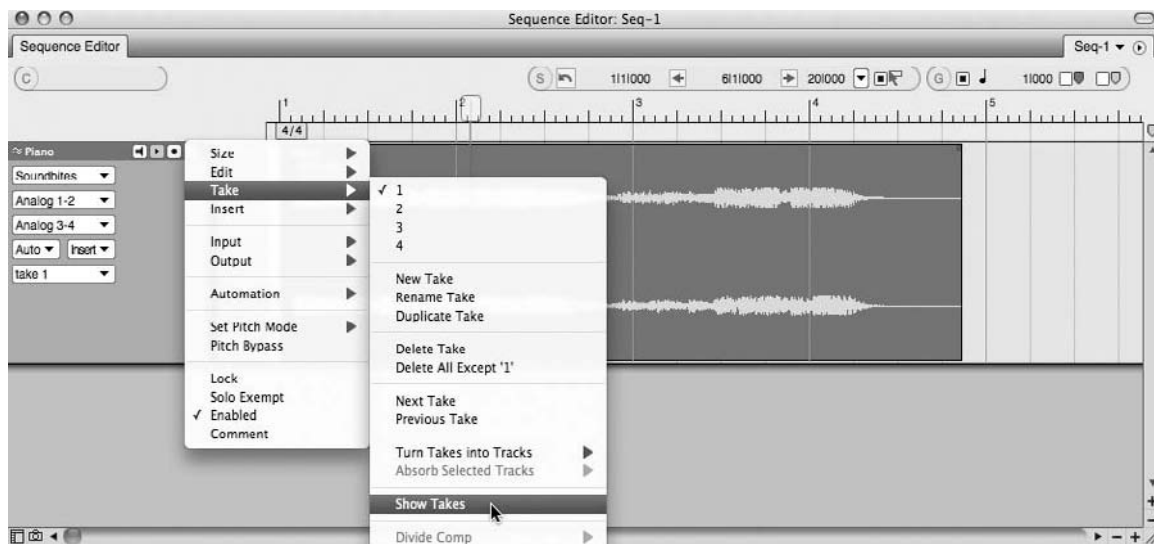 Sequence Editor: Seq-1
Sequence Editor
Seq-1
C
S
1|1|000
6|1|000
20|000
G
1|000
1
2
3
4
5
4/4
Piano
Soundbites
Analog 1-2
Analog 3-4
Auto
Insert
take 1
Size
Edit
Take
Insert
Input
Output
Automation
Set Pitch Mode
Pitch Bypass
Lock
Solo Exempt
✓ Enabled
Comment
✓ 1
2
3
4
New Take
Rename Take
Duplicate Take
Delete Take
Delete All Except '1'
Next Take
Previous Take
Turn Takes into Tracks
Absorb Selected Tracks
Show Takes
Divide Comp